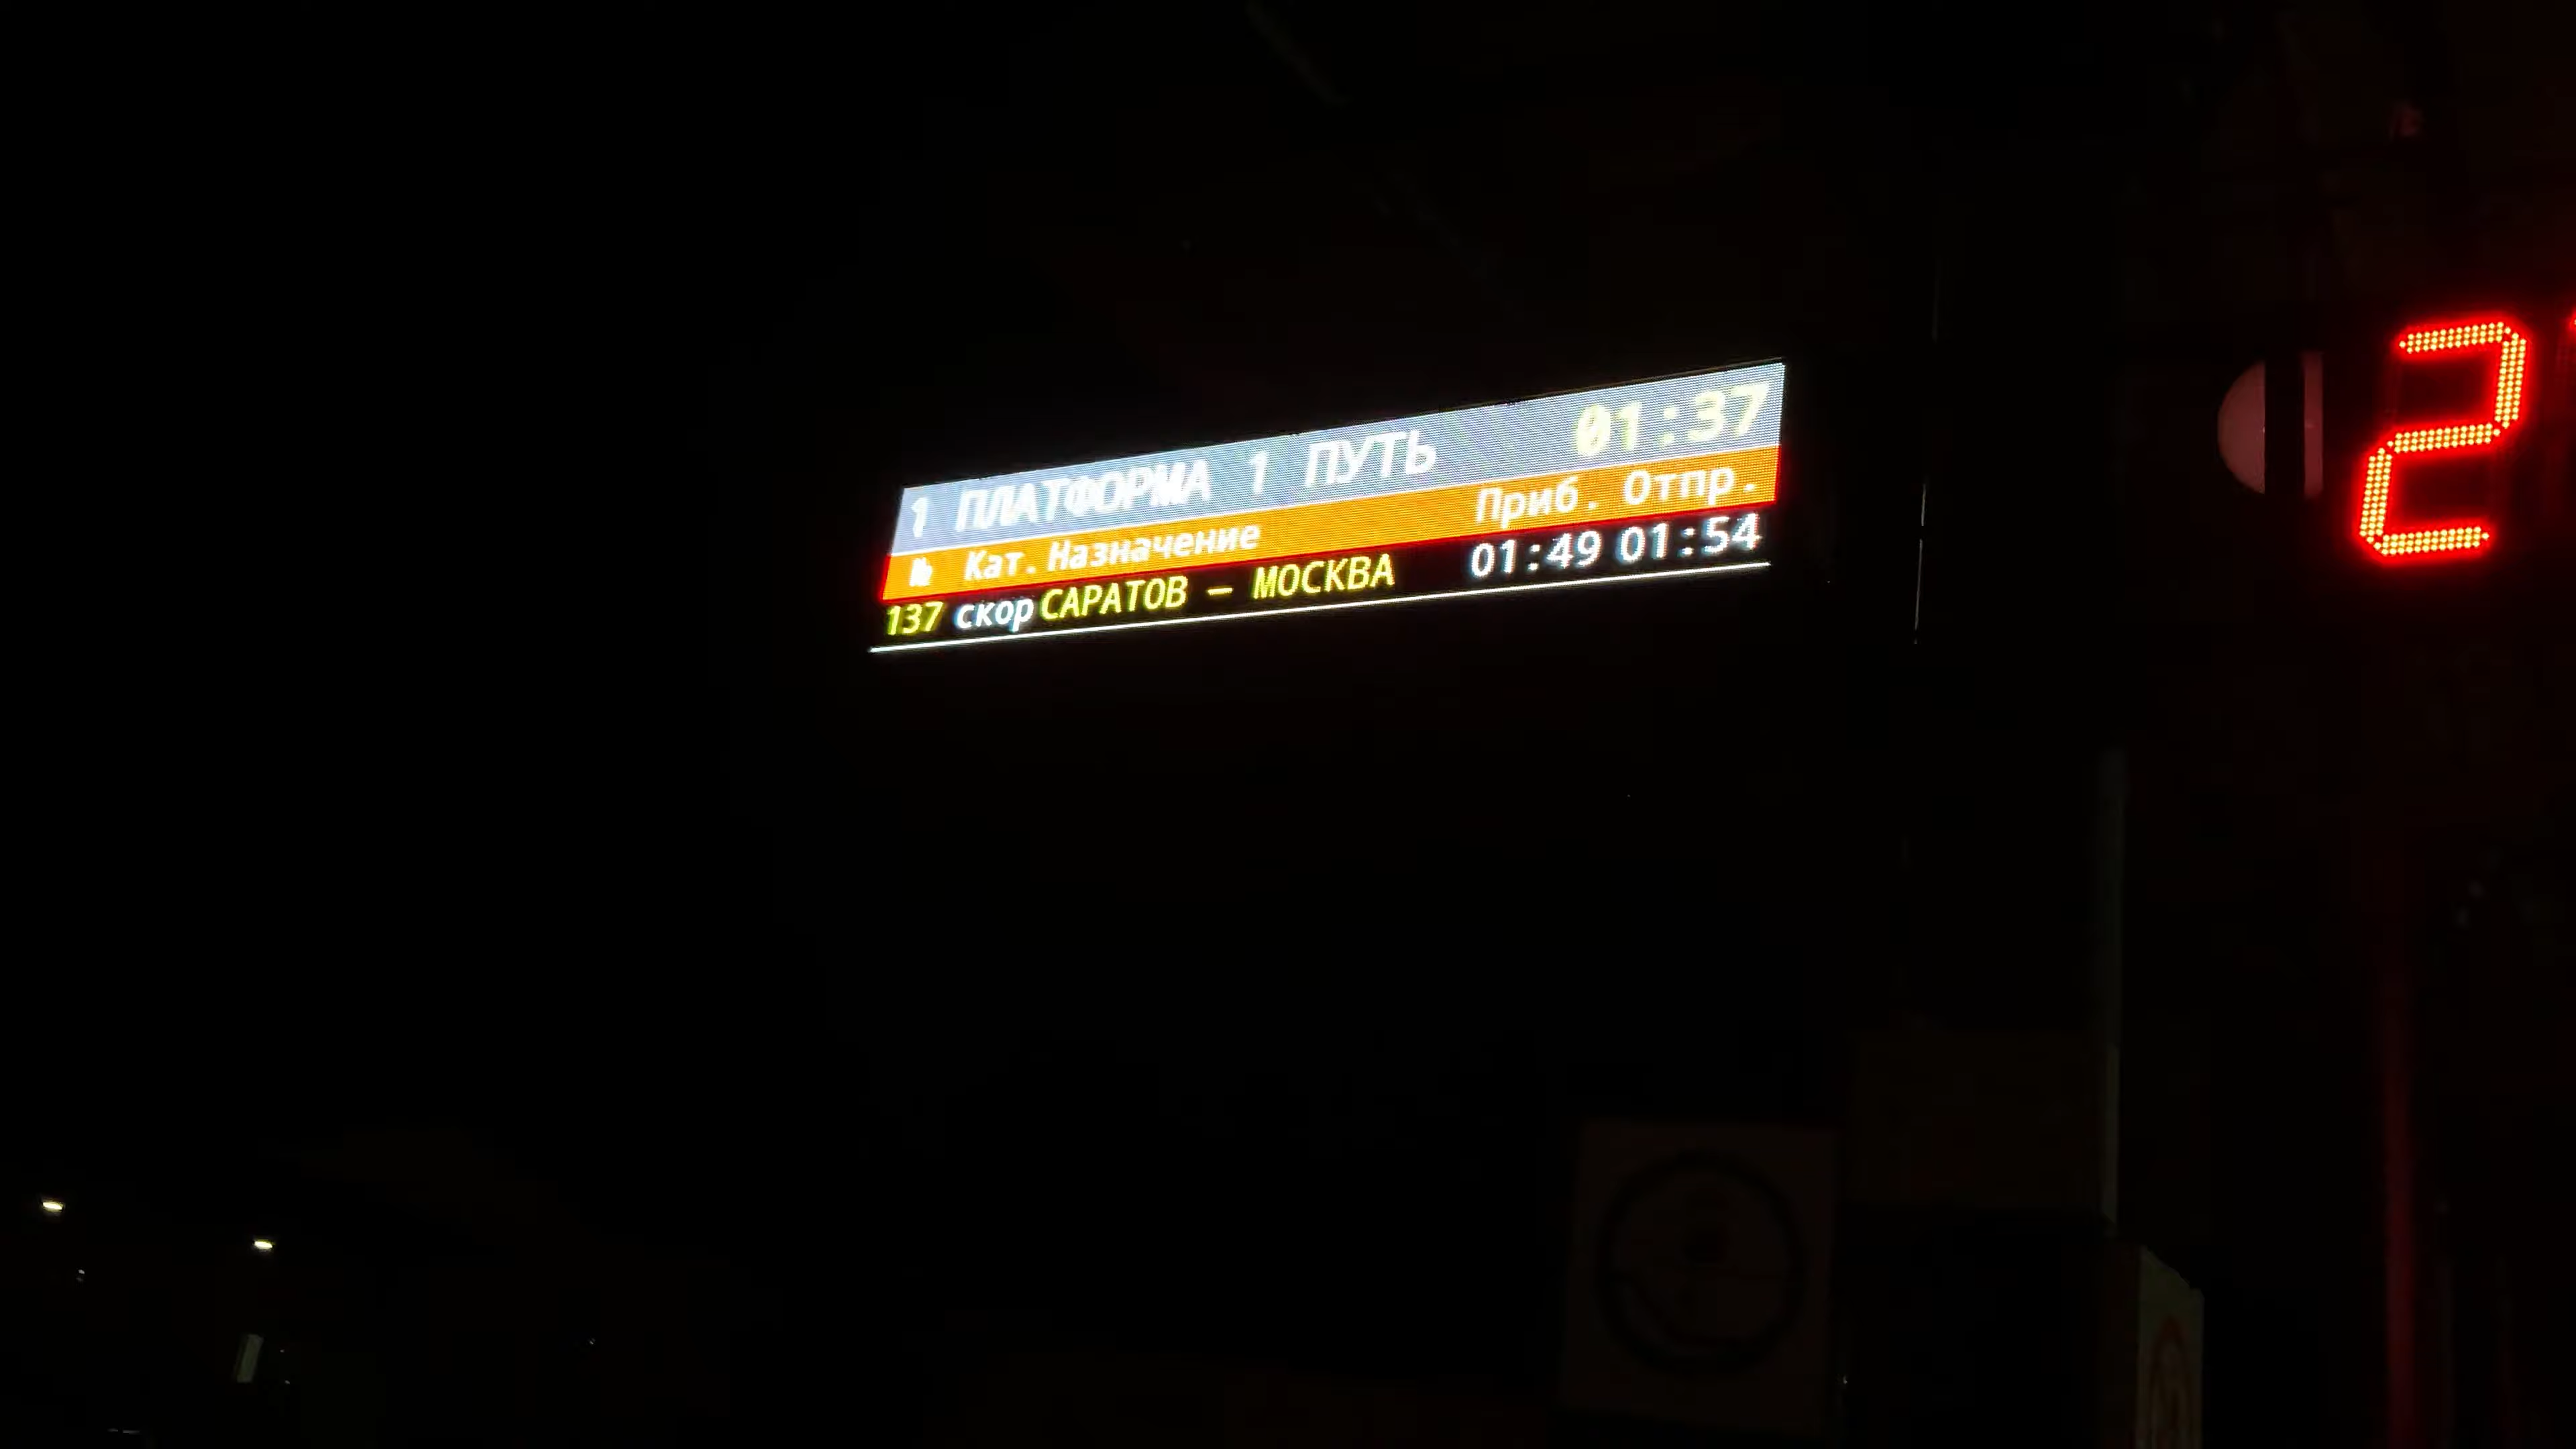 1 ПЛАТФОРМА 1 ПУТЬ 01:37
№ Кат. Назначение Приб. Отпр.
137 скор САРАТОВ – МОСКВА 01:49 01:54
2